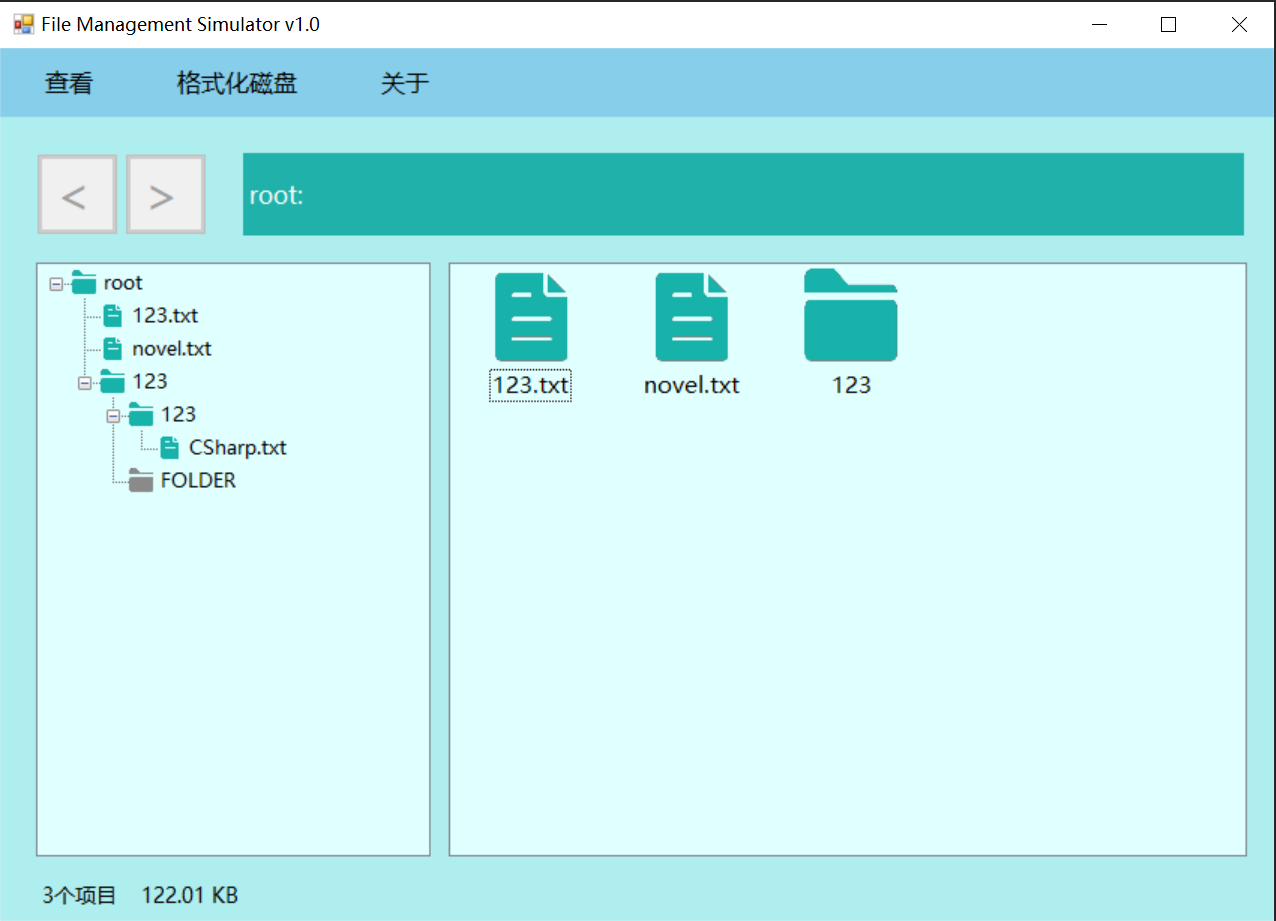 File Management Simulator v1.0
查看 格式化磁盘 关于
< >
root:
root
123.txt
novel.txt
123
123
CSharp.txt
FOLDER
123.txt novel.txt 123
3个项目 122.01 KB